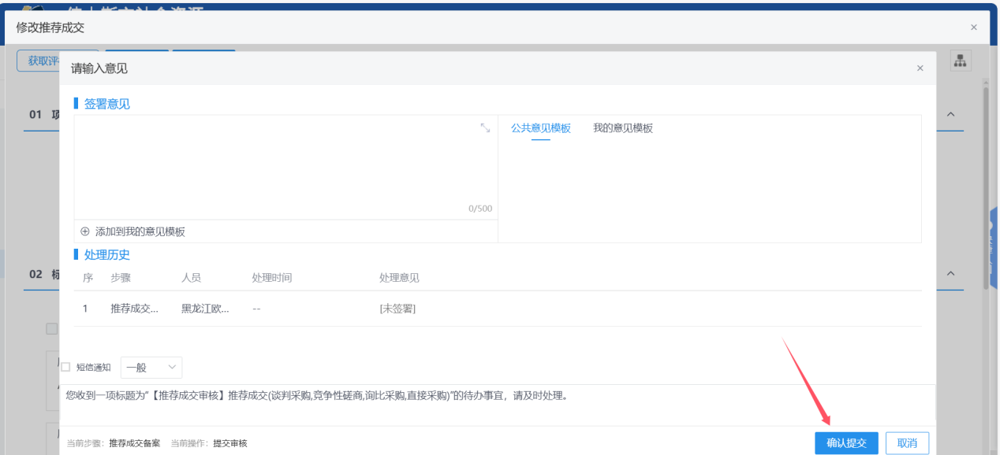 修改推荐成交
获取评
请输入意见
01 项
签署意见
公共意见模板 我的意见模板
0/500
添加到我的意见模板
处理历史
02 标
序 步骤 人员 处理时间 处理意见
1 推荐成交... 黑龙江欧... -- [未签署]
短信通知 一般
您收到一项标题为“【推荐成交审核】推荐成交(谈判采购,竞争性磋商,询比采购,直接采购)”的待办事宜，请及时处理。
当前步骤：推荐成交备案 当前操作：提交审核
确认提交 取消